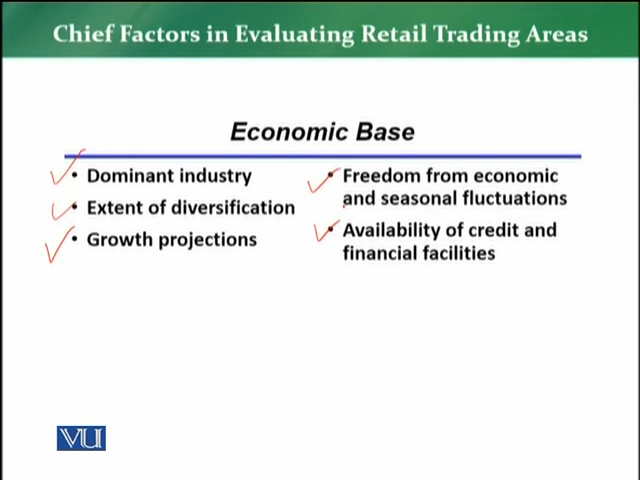 Chief Factors in Evaluating Retail Trading Areas
Economic Base
• Dominant industry
• Extent of diversification
• Growth projections
• Freedom from economic
and seasonal fluctuations
• Availability of credit and
financial facilities
VU